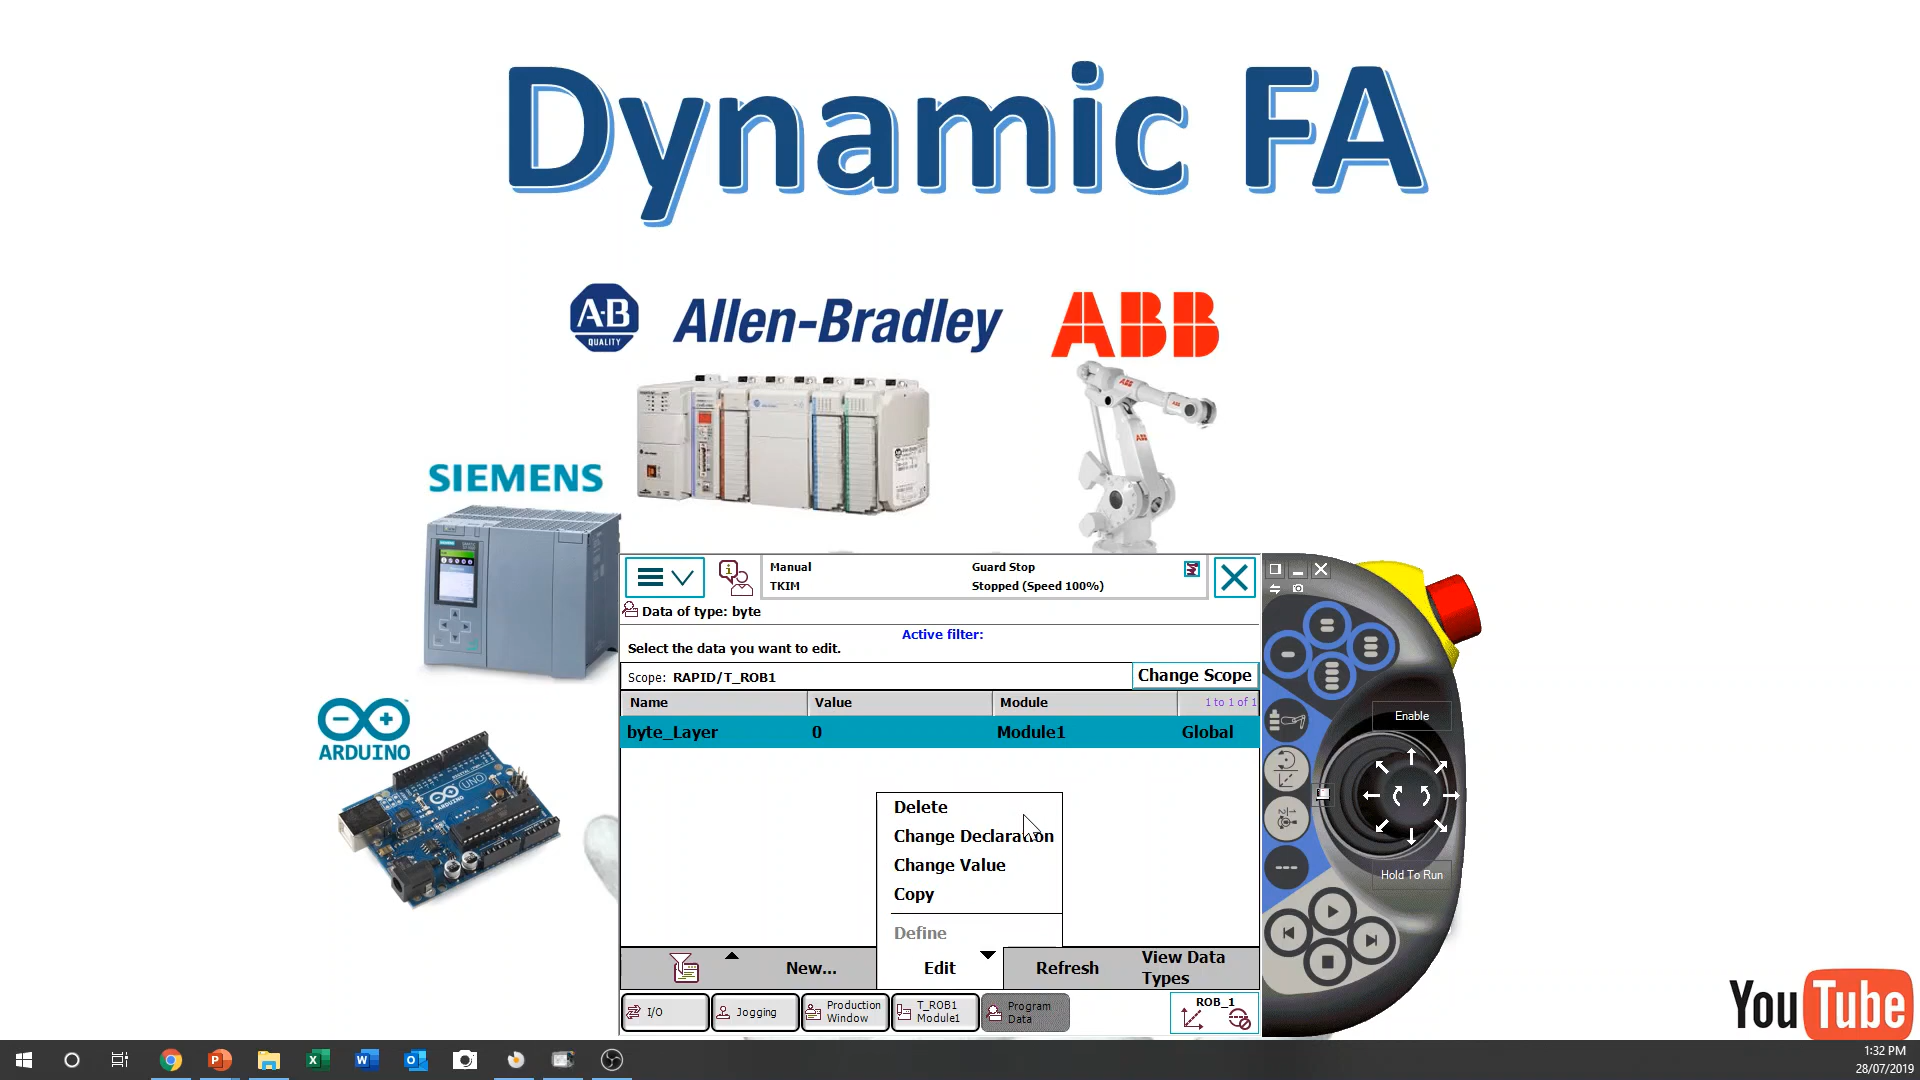 Dynamic FA
A-B
QUALITY
Allen-Bradley
ABB
SIEMENS
ARDUINO
UNO
Manual
TKIM
Guard Stop
Stopped (Speed 100%)
Data of type: byte
Active filter:
Select the data you want to edit.
Scope: RAPID/T_ROB1
Change Scope
Name Value Module 1 to 1 of 1
byte_Layer 0 Module1 Global
Delete
Change Declaration
Change Value
Copy
Define
New...
Edit
Refresh
View Data
Types
I/O
Jogging
Production
Window
T_ROB1
Module1
Program
Data
ROB_1
Enable
Hold To Run
YouTube
1:32 PM
28/07/2019